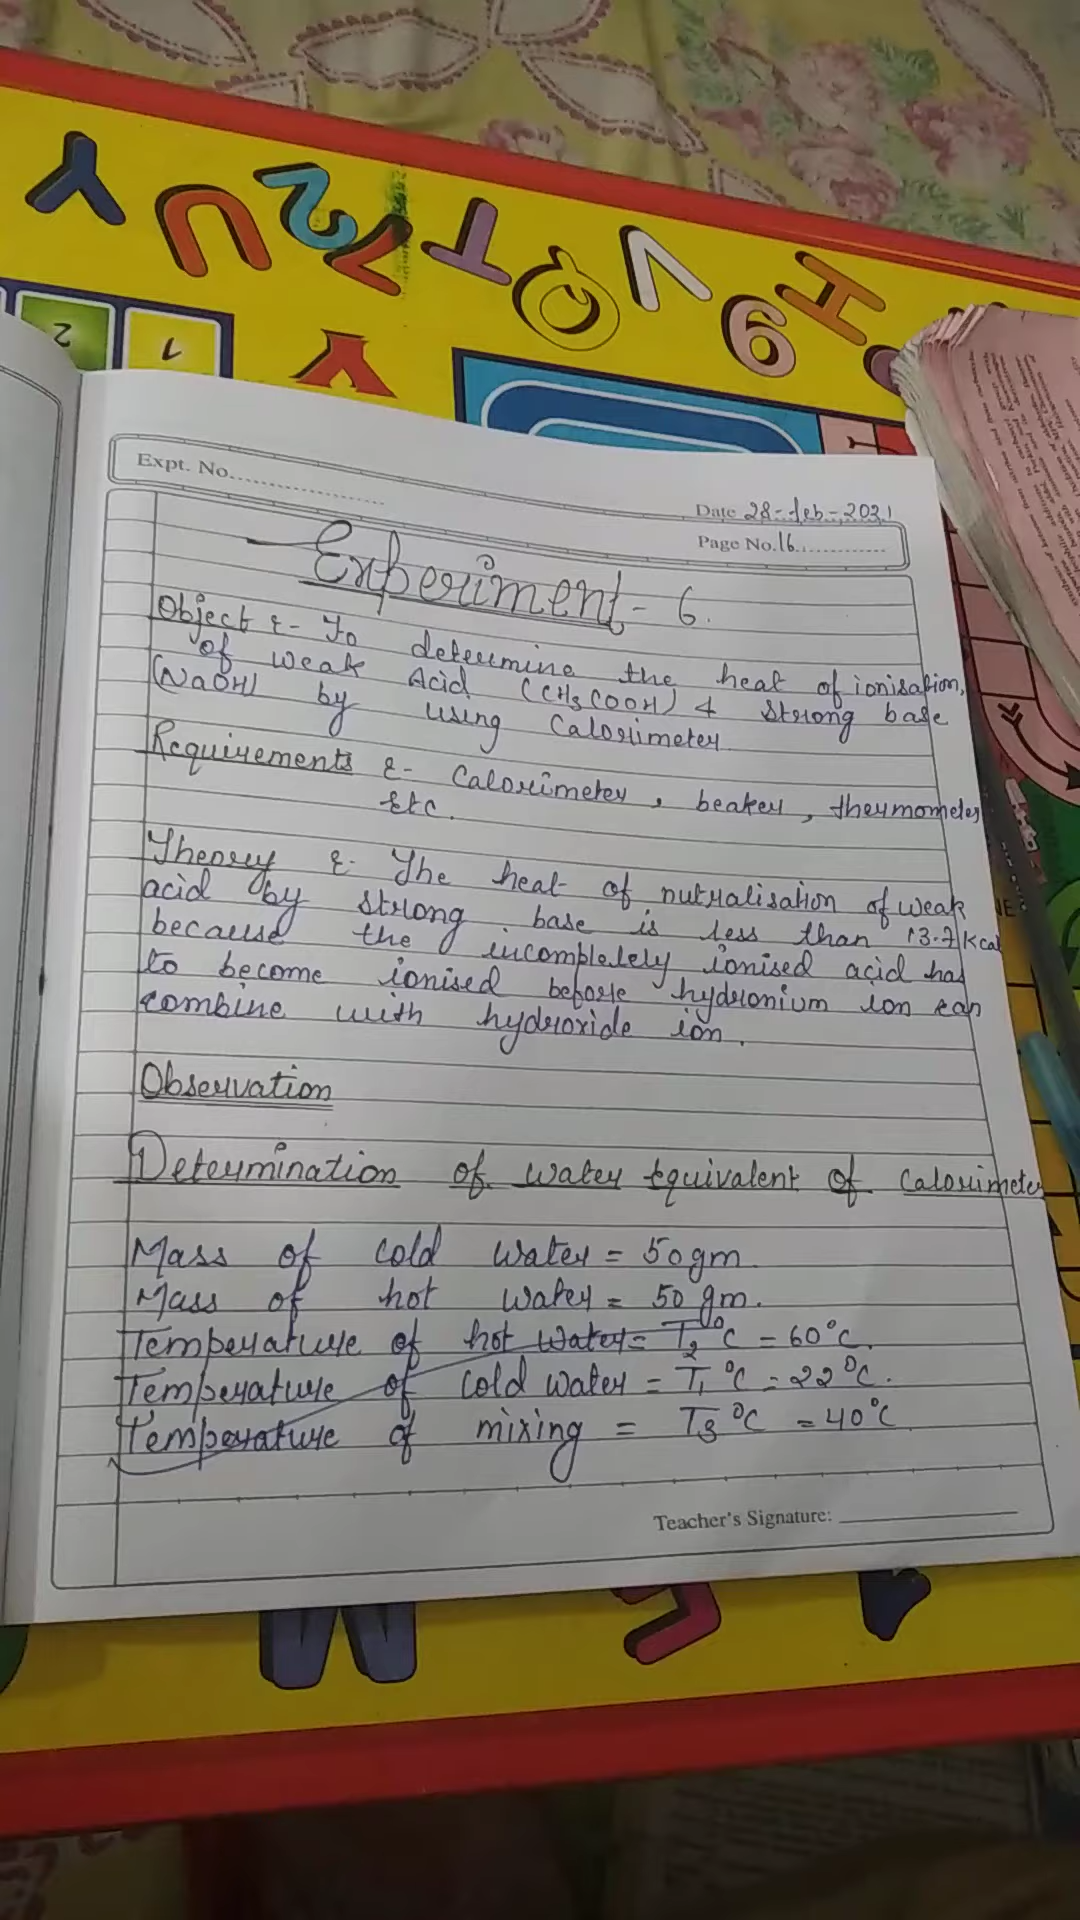 Y U 2 L T Q V 9 H
2 1 Y
Expt. No.
Date 28-feb-2021
Page No. 16
Experiment - 6.
Object :- To determine the heat of ionisation,
of weak Acid (CH3COOH) & strong base
(NaOH) by using Calorimeter
Requirements :- Calorimeter, beaker, thermometer
Etc.
Theory :- The heat of nutralisation of weak
acid by strong base is less than 13.7 Kcal
because the incompletely ionised acid has
to become ionised before hydronium ion can
combine with hydroxide ion.
Observation
Determination of water Equivalent of Calorimeter
Mass of cold water = 50gm.
Mass of hot water = 50 gm.
Temperature of hot water = T2°C = 60°C.
Temperature of cold water = T1°C = 22°C.
Temperature of mixing = T3°C = 40°C
Teacher's Signature: